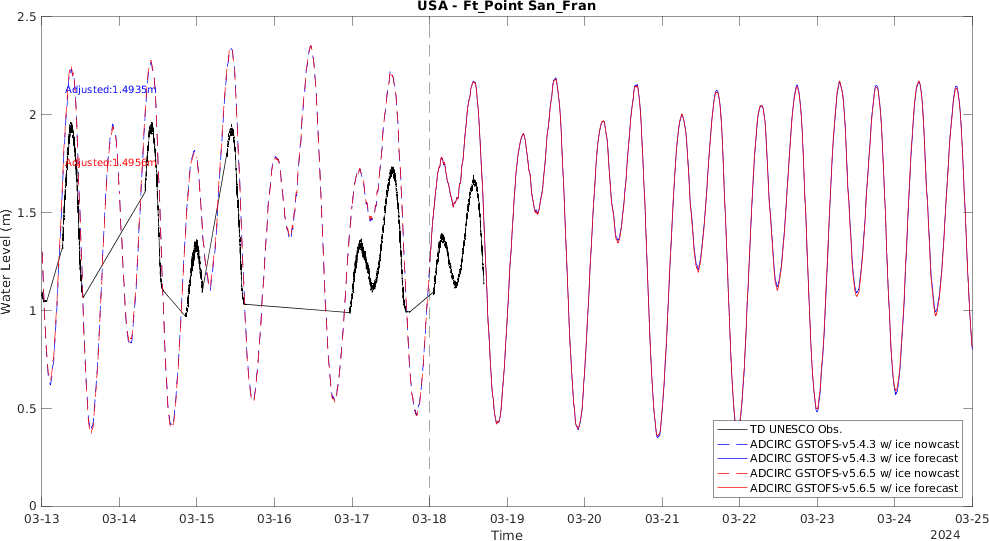 USA - Ft_Point San_Fran
2.5
2
1.5
1
0.5
0
Water Level (m)
Adjusted:1.4935m
Adjusted:1.4956m
TD UNESCO Obs.
ADCIRC GSTOFS-v5.4.3 w/ ice nowcast
ADCIRC GSTOFS-v5.4.3 w/ ice forecast
ADCIRC GSTOFS-v5.6.5 w/ ice nowcast
ADCIRC GSTOFS-v5.6.5 w/ ice forecast
03-13 03-14 03-15 03-16 03-17 03-18 03-19 03-20 03-21 03-22 03-23 03-24 03-25
Time
2024